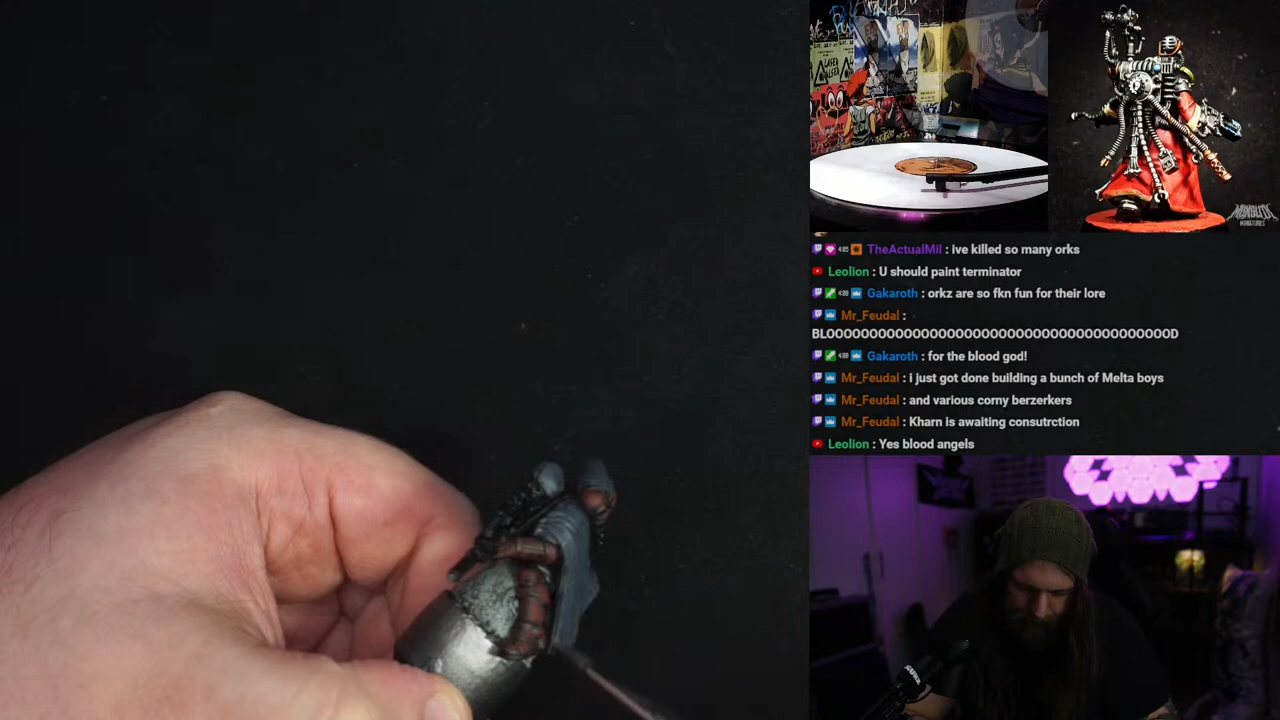 TheActualMil : ive killed so many orks
Leolion : U should paint terminator
Gakaroth : orkz are so fkn fun for their lore
Mr_Feudal :
BLOOOOOOOOOOOOOOOOOOOOOOOOOOOOOOOOOOOOOOOOOOOOOOD
Gakaroth : for the blood god!
Mr_Feudal : i just got done building a bunch of Melta boys
Mr_Feudal : and various corny berzerkers
Mr_Feudal : Kharn is awaiting consutrction
Leolion : Yes blood angels